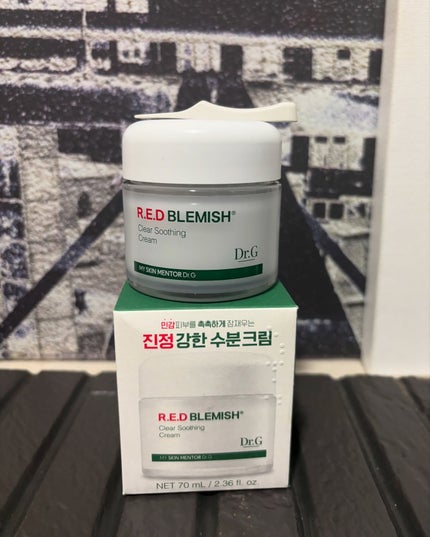 R.E.D BLEMISH®
Clear Soothing
Cream
Dr.G
MY SKIN MENTOR Dr.G
민감피부를 촉촉하게 잠재우는
진정 강한 수분크림
R.E.D BLEMISH®
Clear Soothing
Cream
Dr.G
MY SKIN MENTOR Dr.G
NET 70 mL / 2.36 fl. oz.